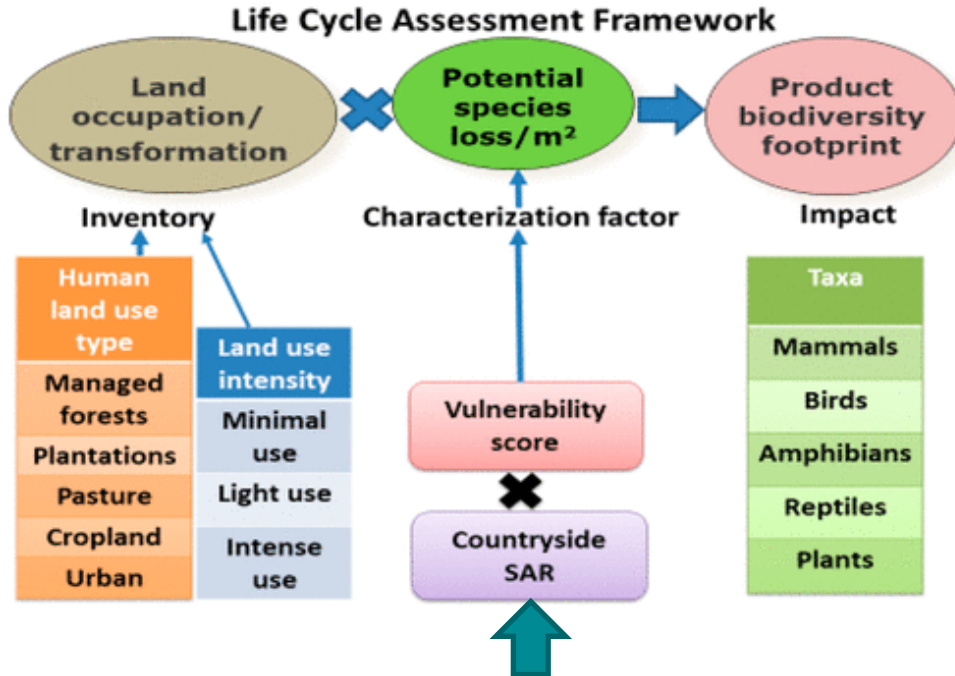 Life Cycle Assessment Framework
Land
occupation/
transformation
Potential
species
loss/m²
Product
biodiversity
footprint
Inventory
Characterization factor
Impact
Human
land use
type
Managed
forests
Plantations
Pasture
Cropland
Urban
Land use
intensity
Minimal
use
Light use
Intense
use
Vulnerability
score
Countryside
SAR
Taxa
Mammals
Birds
Amphibians
Reptiles
Plants